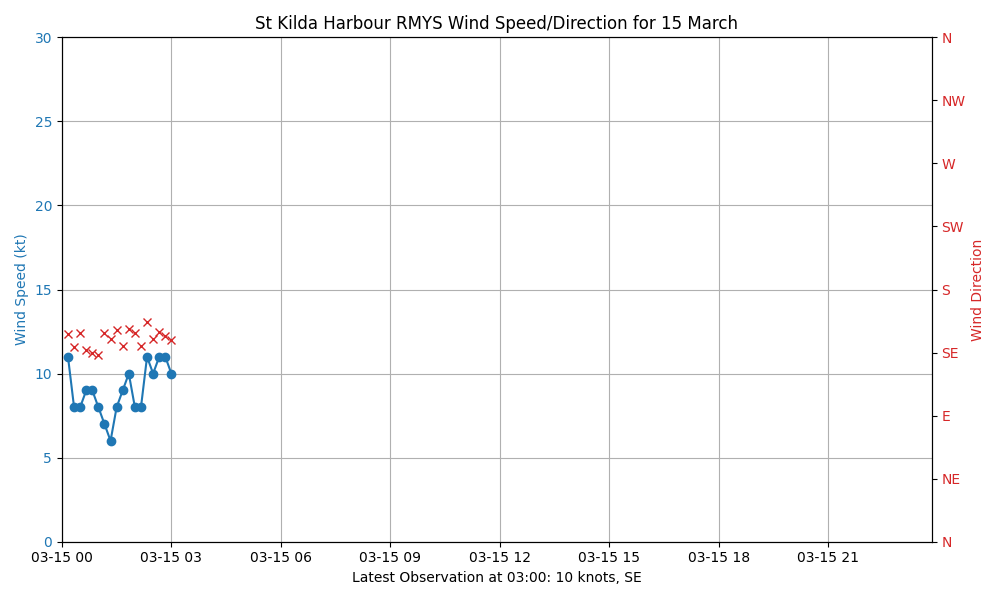 St Kilda Harbour RMYS Wind Speed/Direction for 15 March
30
25
20
15
10
5
0
Wind Speed (kt)
N
NW
W
SW
S
SE
E
NE
N
Wind Direction
03-15 00
03-15 03
03-15 06
03-15 09
03-15 12
03-15 15
03-15 18
03-15 21
Latest Observation at 03:00: 10 knots, SE